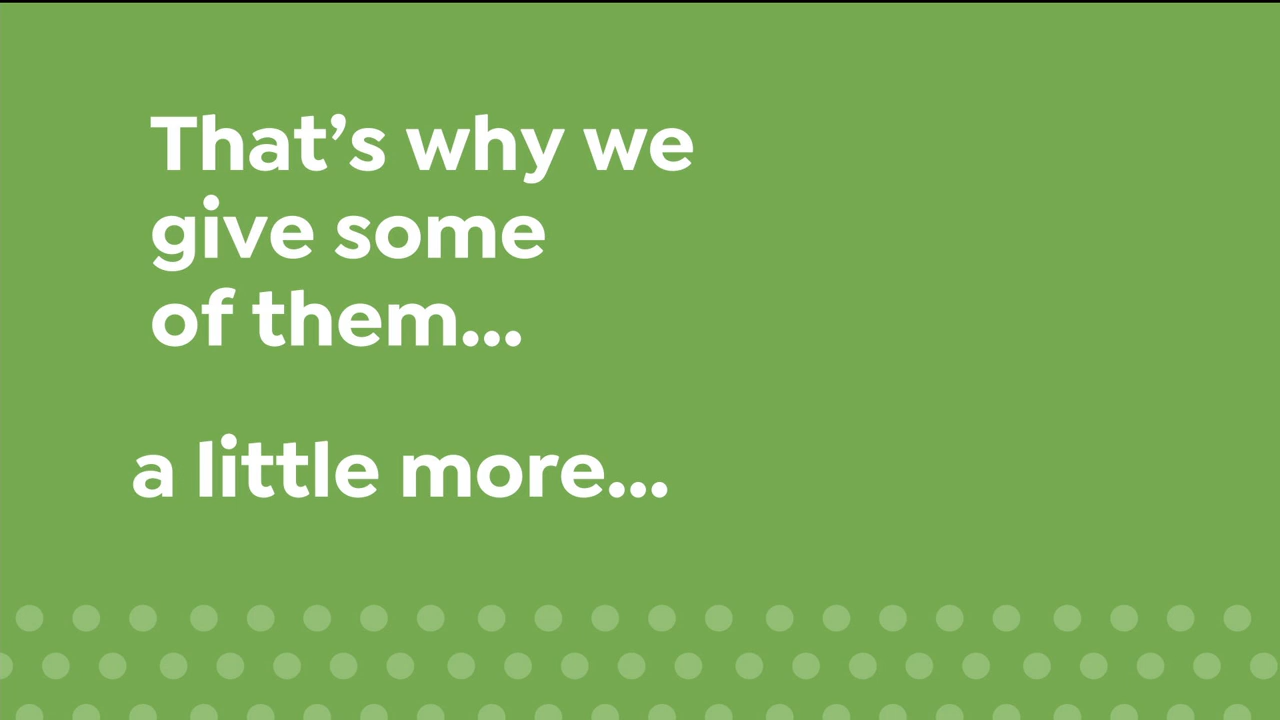 That’s why we
give some
of them...
a little more...